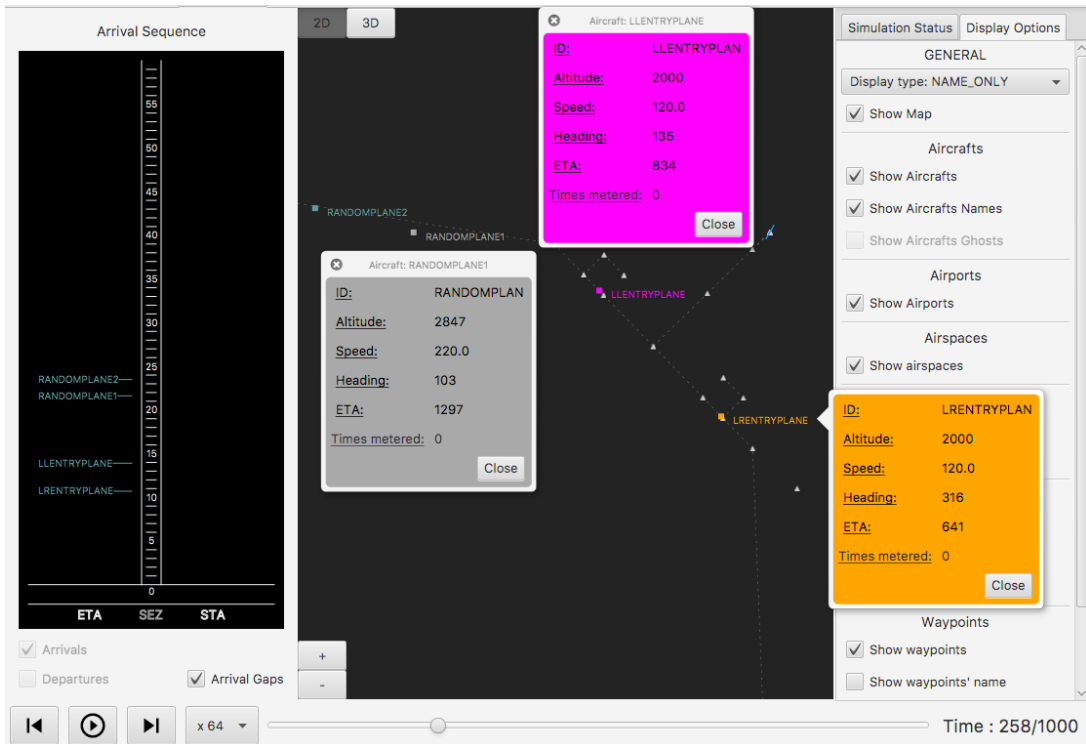 Arrival Sequence
55
50
45
40
35
30
25
20
15
10
5
0
RANDOMPLANE2
RANDOMPLANE1
LLENTRYPLANE
LRENTRYPLANE
ETA SEZ STA
Arrivals
Departures
Arrival Gaps
2D 3D
RANDOMPLANE2
RANDOMPLANE1
LLENTRYPLANE
LRENTRYPLANE
Aircraft: LLENTRYPLANE
ID: LLENTRYPLAN
Altitude: 2000
Speed: 120.0
Heading: 135
ETA: 834
Times metered: 0
Close
Aircraft: RANDOMPLANE1
ID: RANDOMPLAN
Altitude: 2847
Speed: 220.0
Heading: 103
ETA: 1297
Times metered: 0
Close
ID: LRENTRYPLAN
Altitude: 2000
Speed: 120.0
Heading: 316
ETA: 641
Times metered: 0
Close
+
-
Simulation Status Display Options
GENERAL
Display type: NAME_ONLY
Show Map
Aircrafts
Show Aircrafts
Show Aircrafts Names
Show Aircrafts Ghosts
Airports
Show Airports
Airspaces
Show airspaces
Waypoints
Show waypoints
Show waypoints' name
x 64
Time : 258/1000